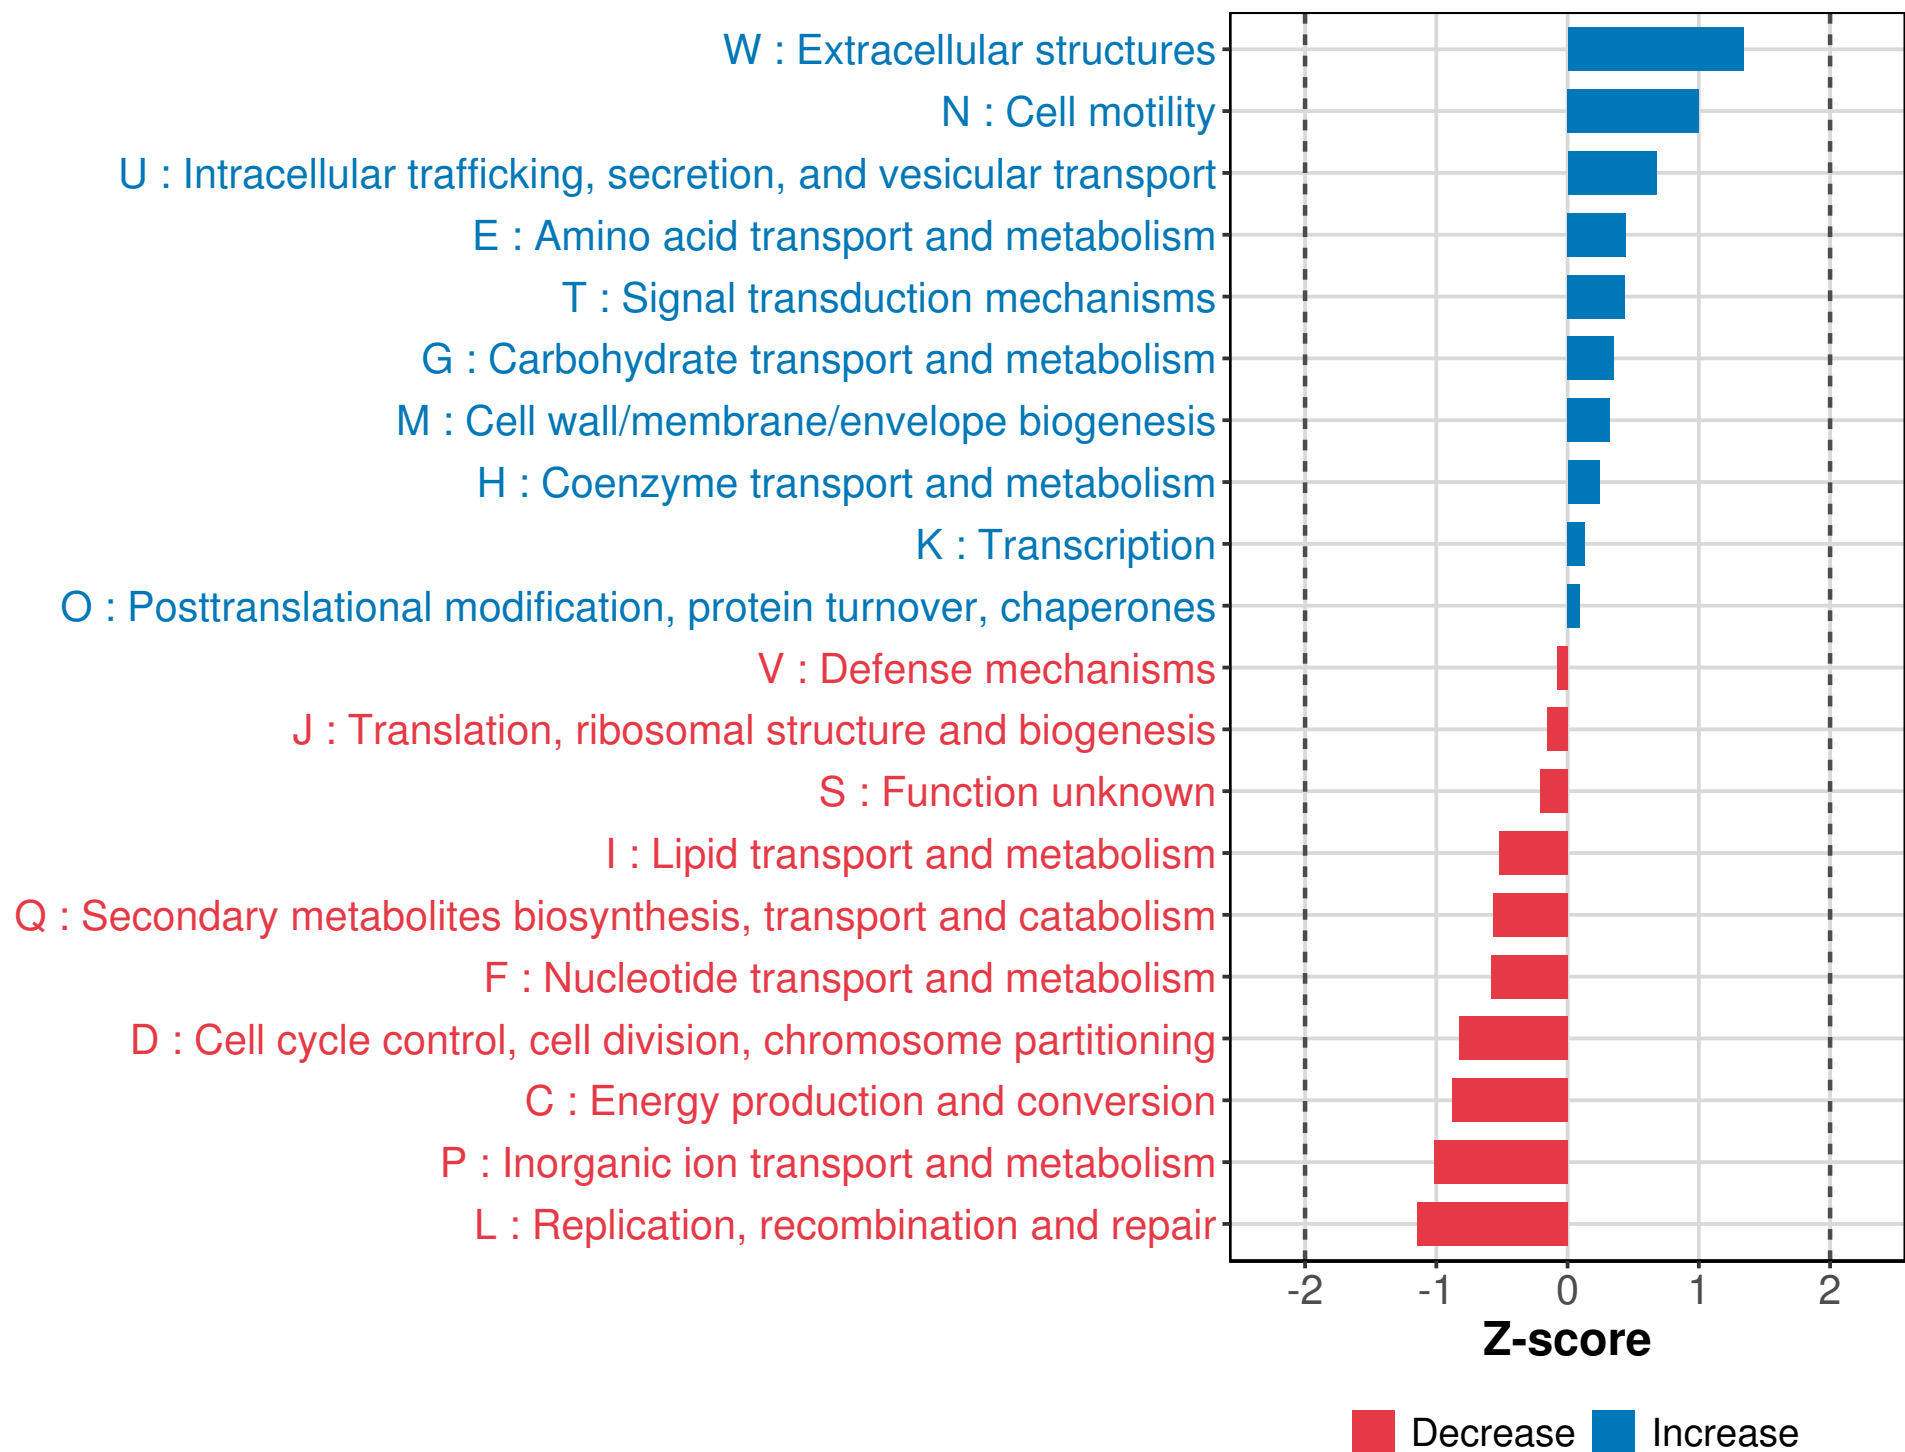 W : Extracellular structures
N : Cell motility
U : Intracellular trafficking, secretion, and vesicular transport
E : Amino acid transport and metabolism
T : Signal transduction mechanisms
G : Carbohydrate transport and metabolism
M : Cell wall/membrane/envelope biogenesis
H : Coenzyme transport and metabolism
K : Transcription
O : Posttranslational modification, protein turnover, chaperones
V : Defense mechanisms
J : Translation, ribosomal structure and biogenesis
S : Function unknown
I : Lipid transport and metabolism
Q : Secondary metabolites biosynthesis, transport and catabolism
F : Nucleotide transport and metabolism
D : Cell cycle control, cell division, chromosome partitioning
C : Energy production and conversion
P : Inorganic ion transport and metabolism
L : Replication, recombination and repair
-2 -1 0 1 2
Z-score
Decrease Increase